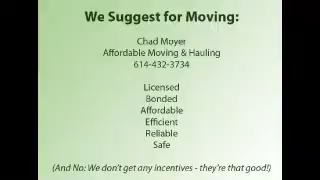 We Suggest for Moving:
Chad Moyer
Affordable Moving & Hauling
614-432-3734
Licensed
Bonded
Affordable
Efficient
Reliable
Safe
(And No: We don't get any incentives - they're that good!)